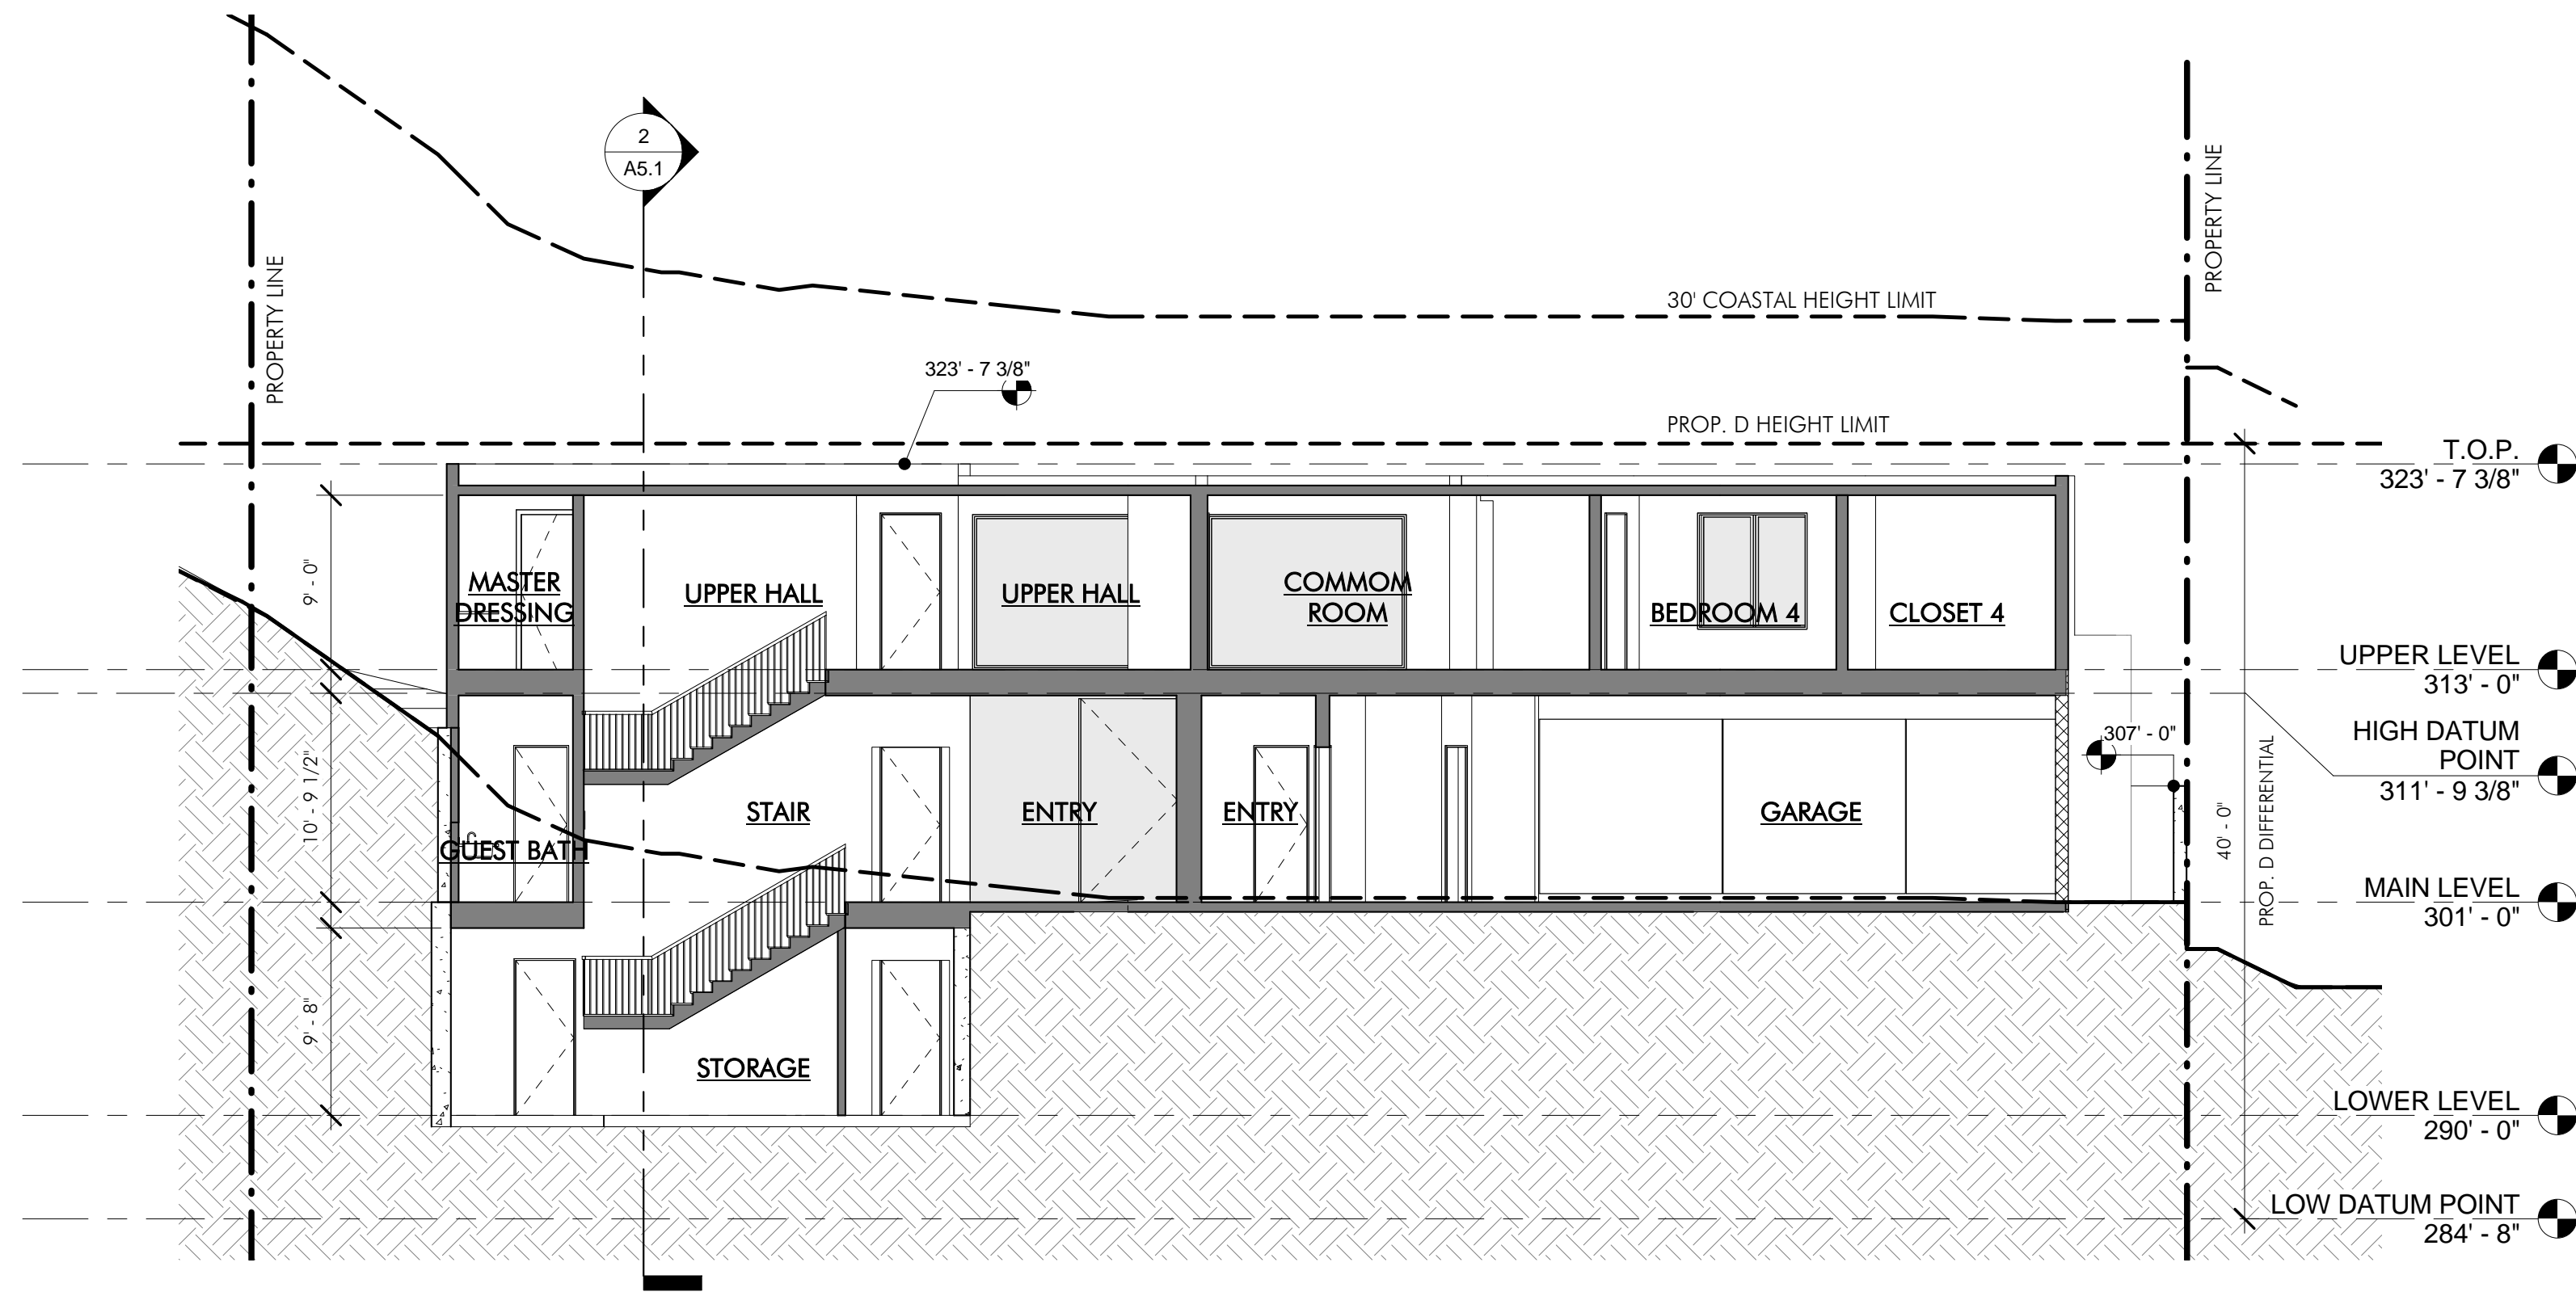 2
A5.1
PROPERTY LINE
PROPERTY LINE
30' COASTAL HEIGHT LIMIT
323' - 7 3/8"
PROP. D HEIGHT LIMIT
T.O.P.
323' - 7 3/8"
9' - 0"
MASTER
DRESSING
UPPER HALL
UPPER HALL
COMMOM
ROOM
BEDROOM 4
CLOSET 4
UPPER LEVEL
313' - 0"
HIGH DATUM
POINT
311' - 9 3/8"
307' - 0"
10' - 9 1/2"
GUEST BATH
STAIR
ENTRY
ENTRY
GARAGE
40' - 0"
PROP. D DIFFERENTIAL
MAIN LEVEL
301' - 0"
9' - 8"
STORAGE
LOWER LEVEL
290' - 0"
LOW DATUM POINT
284' - 8"